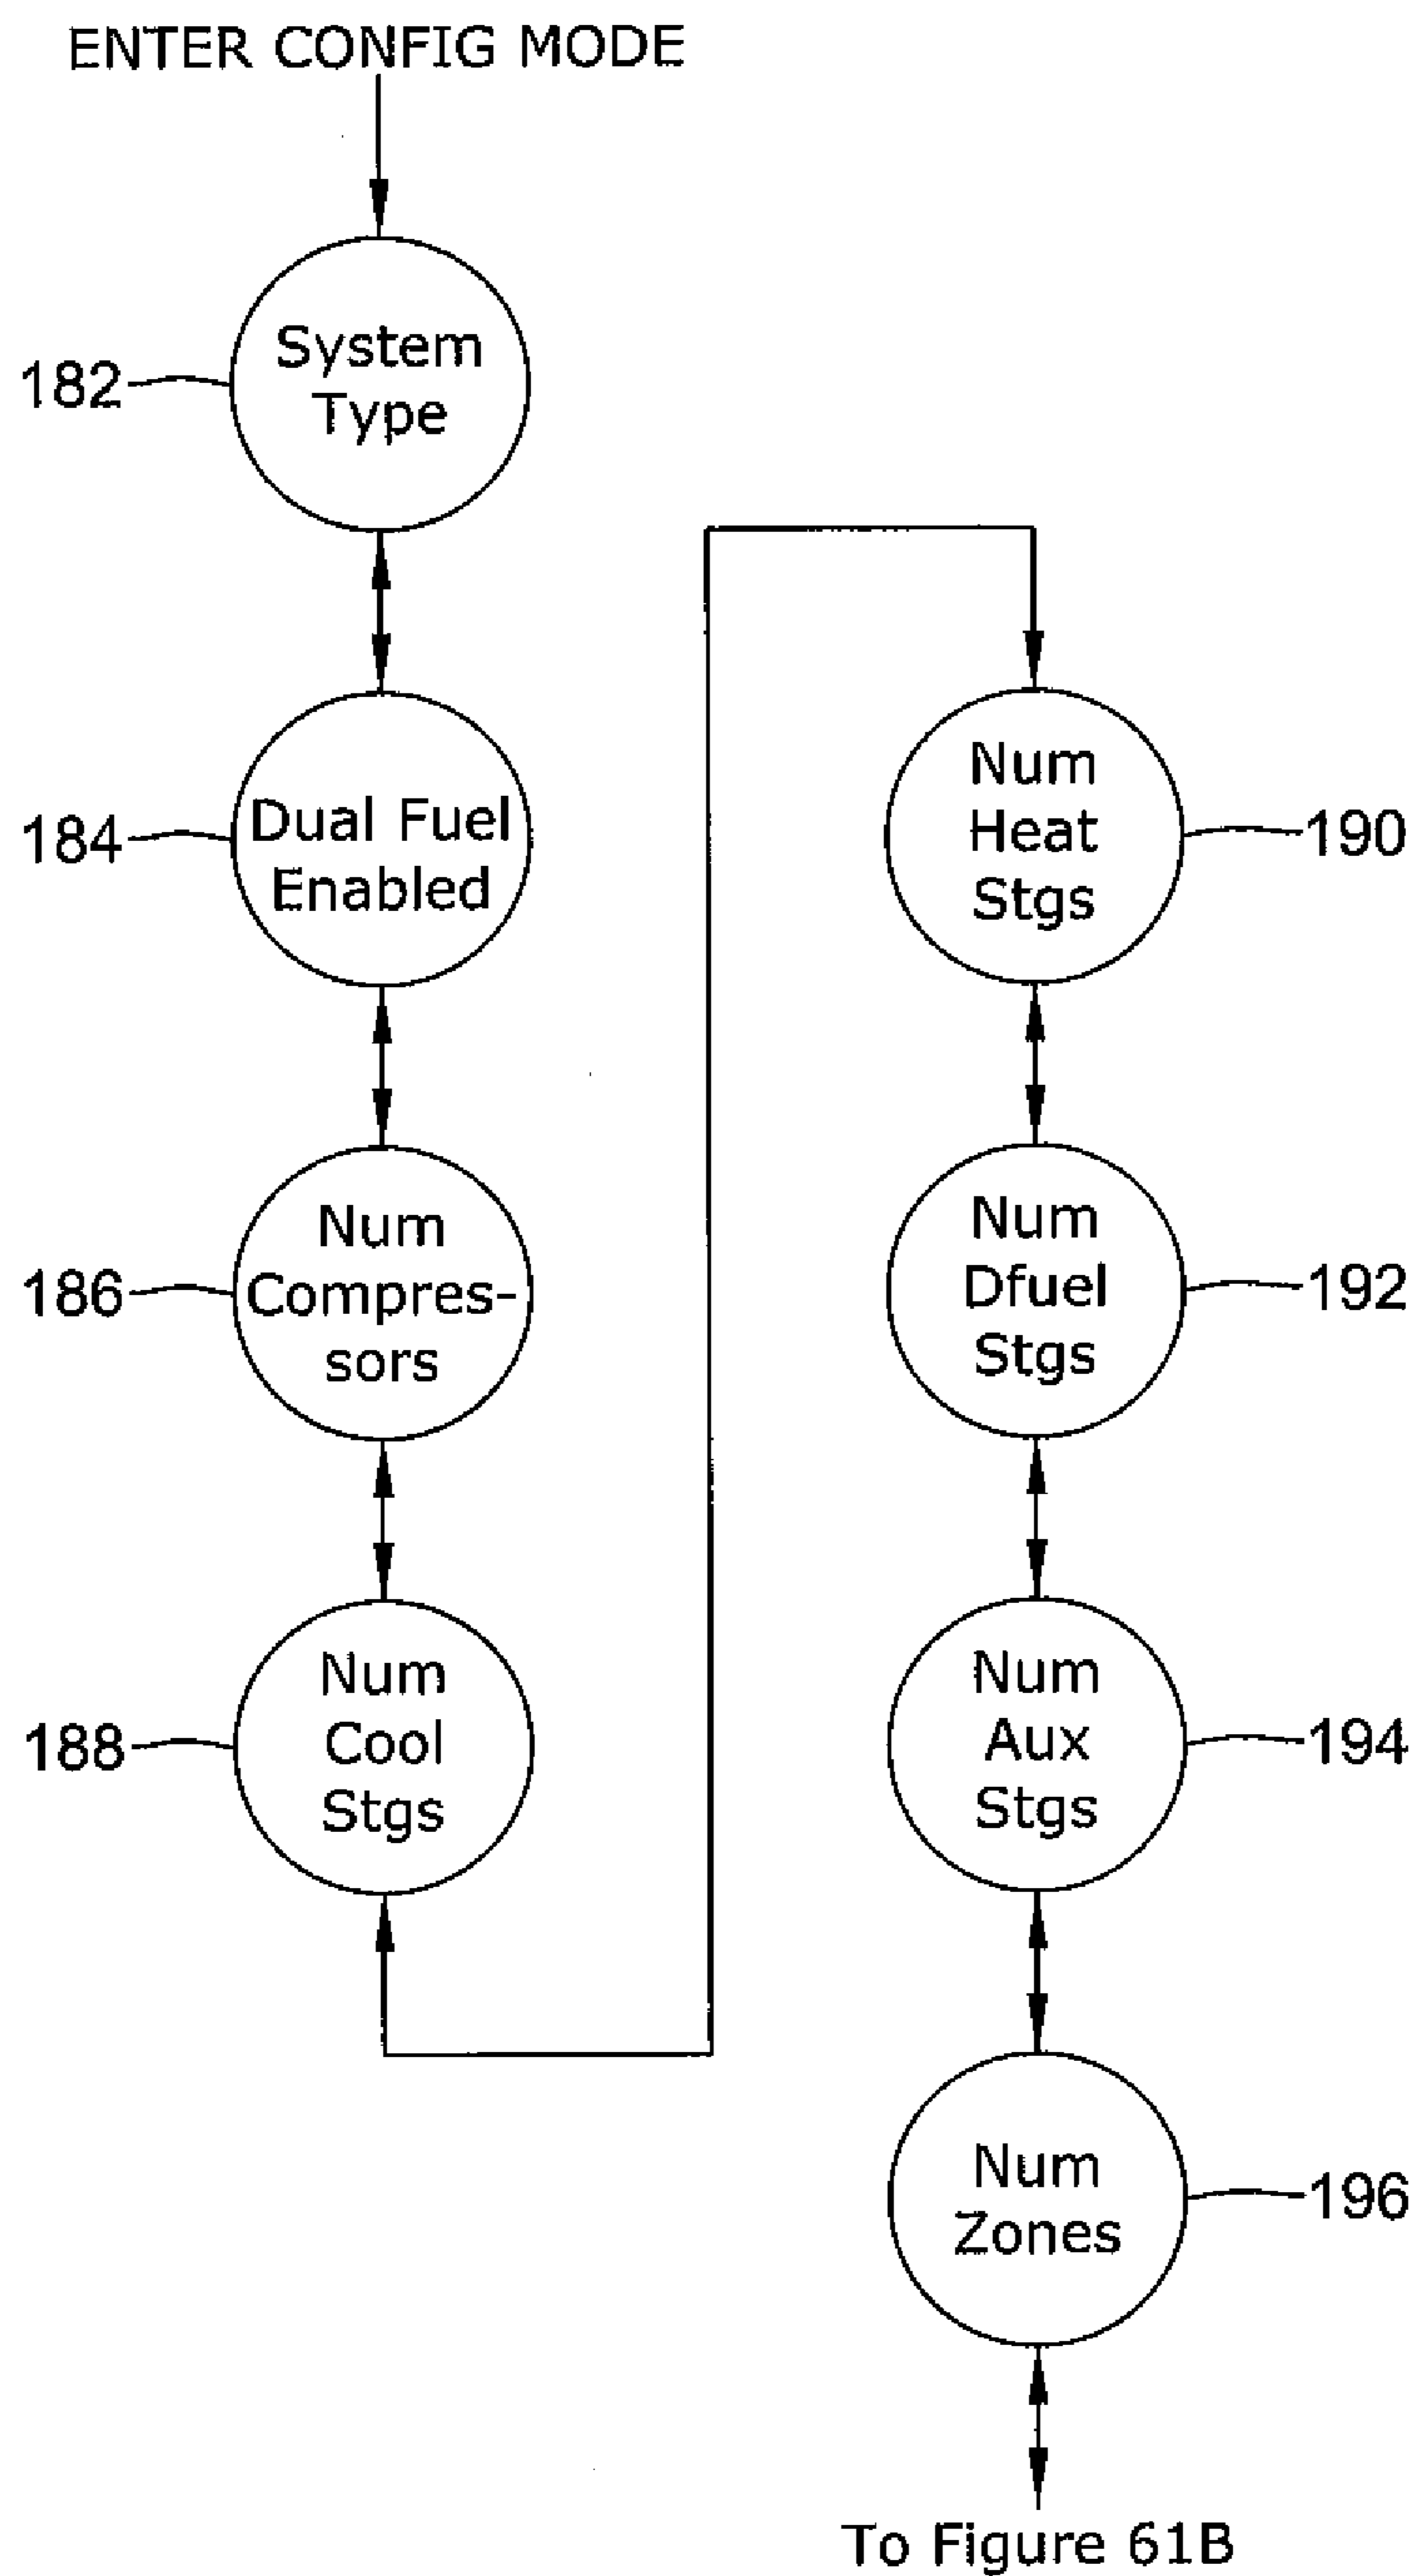 ENTER CONFIG MODE
System
Type
182
Dual Fuel
Enabled
184
Num
Compres-
sors
186
Num
Cool
Stgs
188
Num
Heat
Stgs
190
Num
Dfuel
Stgs
192
Num
Aux
Stgs
194
Num
Zones
196
To Figure 61B